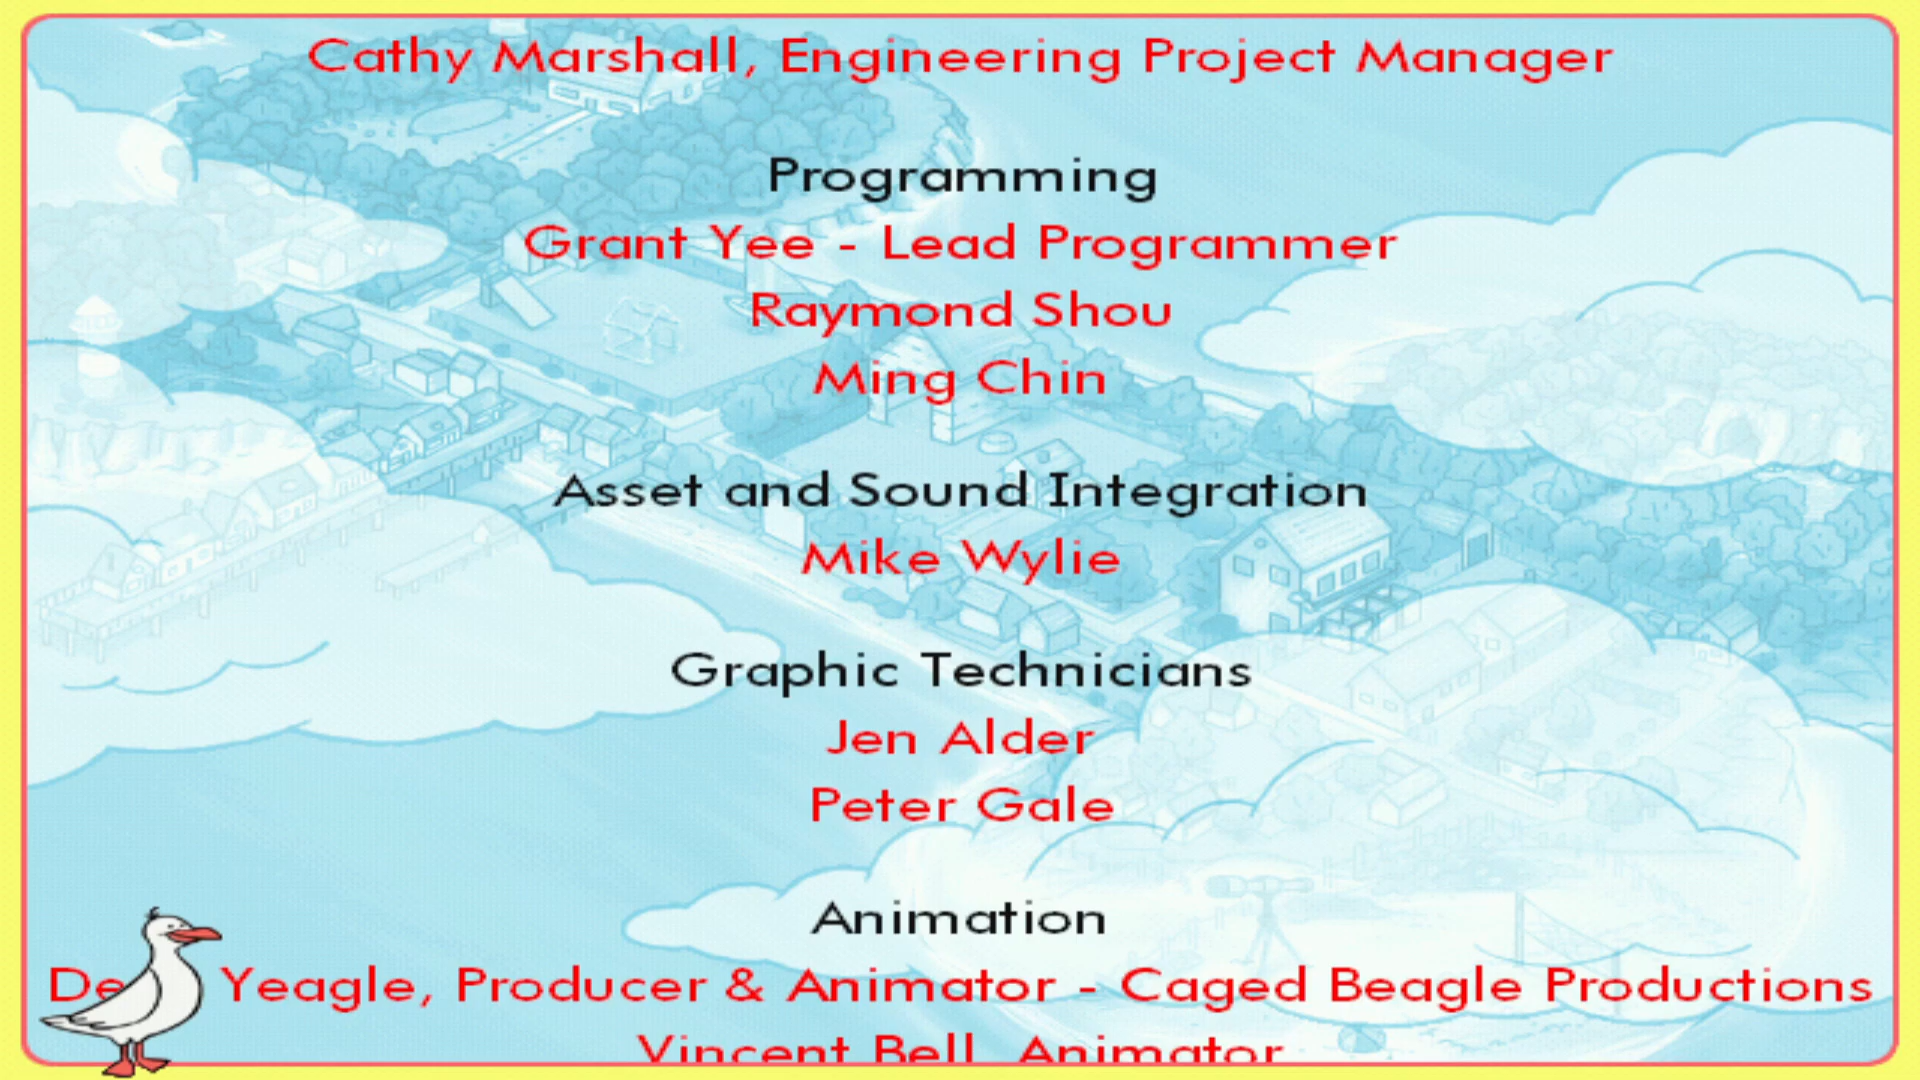 Cathy Marshall, Engineering Project Manager
Programming
Grant Yee - Lead Programmer
Raymond Shou
Ming Chin
Asset and Sound Integration
Mike Wylie
Graphic Technicians
Jen Alder
Peter Gale
Animation
Yeagle, Producer & Animator - Caged Beagle Productions
Vincent Bell, Animator